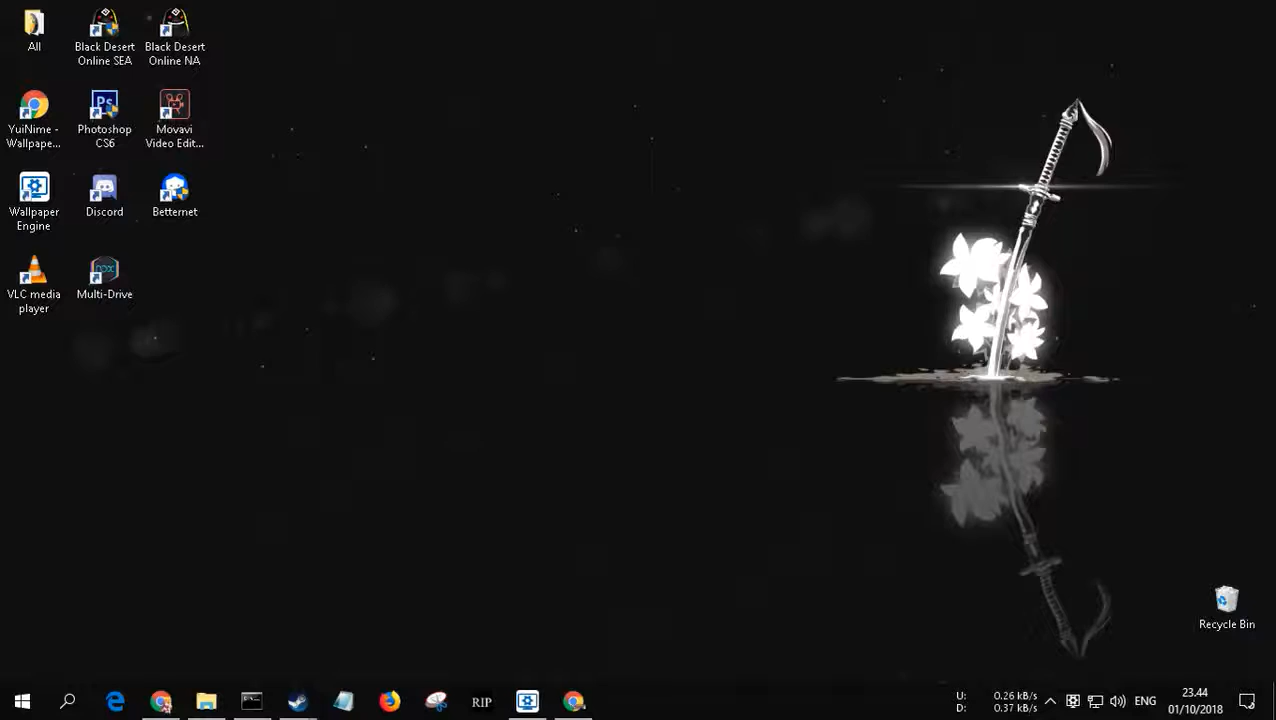 All
Black Desert
Online SEA
Black Desert
Online NA
YuiNime -
Wallpape...
Ps
Photoshop
CS6
Movavi
Video Edit...
Wallpaper
Engine
Discord
Betternet
VLC media
player
nox
Multi-Drive
Recycle Bin
RIP
U:
0.26 kB/s
D:
0.37 kB/s
ENG
23.44
01/10/2018